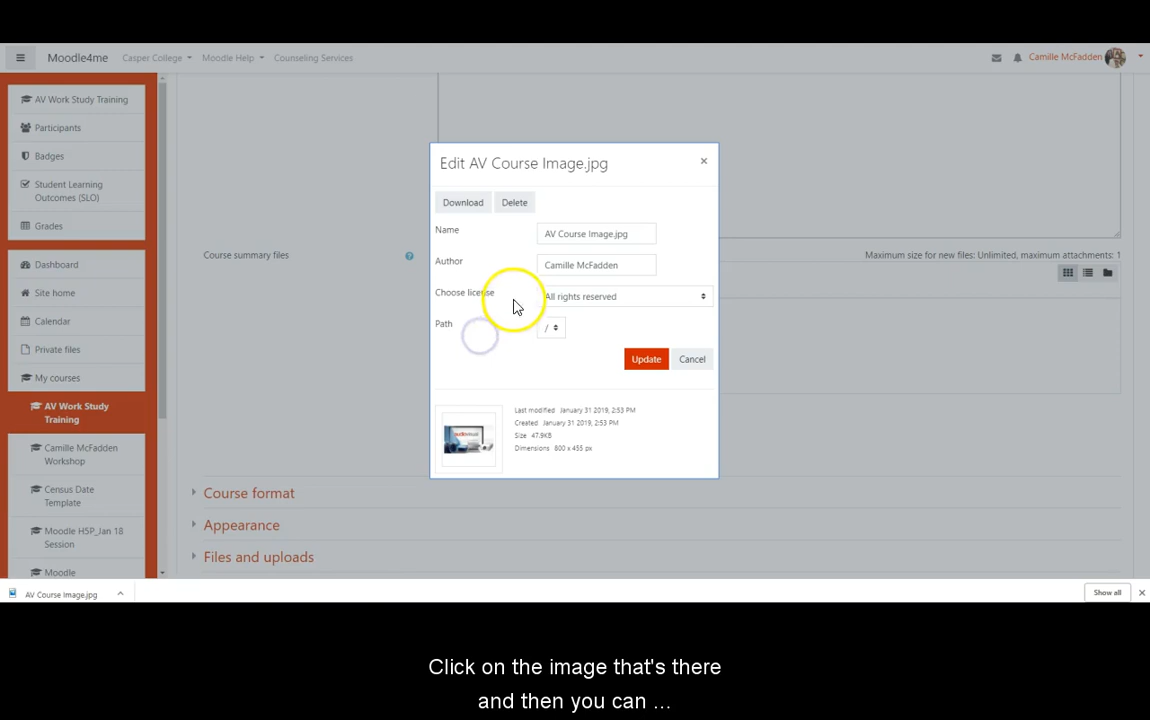 Moodle4me
Casper College
Moodle Help
Counseling Services
Camille McFadden
AV Work Study Training
Participants
Badges
Student Learning
Outcomes (SLO)
Grades
Dashboard
Site home
Calendar
Private files
My courses
AV Work Study
Training
Camille McFadden
Workshop
Census Date
Template
Moodle H5P_Jan 18
Session
Moodle
Course summary files
Maximum size for new files: Unlimited, maximum attachments: 1
Edit AV Course Image.jpg
Download
Delete
Name
AV Course Image.jpg
Author
Camille McFadden
Choose license
All rights reserved
Path
/
Update
Cancel
Last modified January 31 2019, 2:53 PM
Created January 31 2019, 2:53 PM
Size 47.9KB
Dimensions 800 x 455 px
Course format
Appearance
Files and uploads
AV Course Image.jpg
Show all
Click on the image that's there
and then you can ...